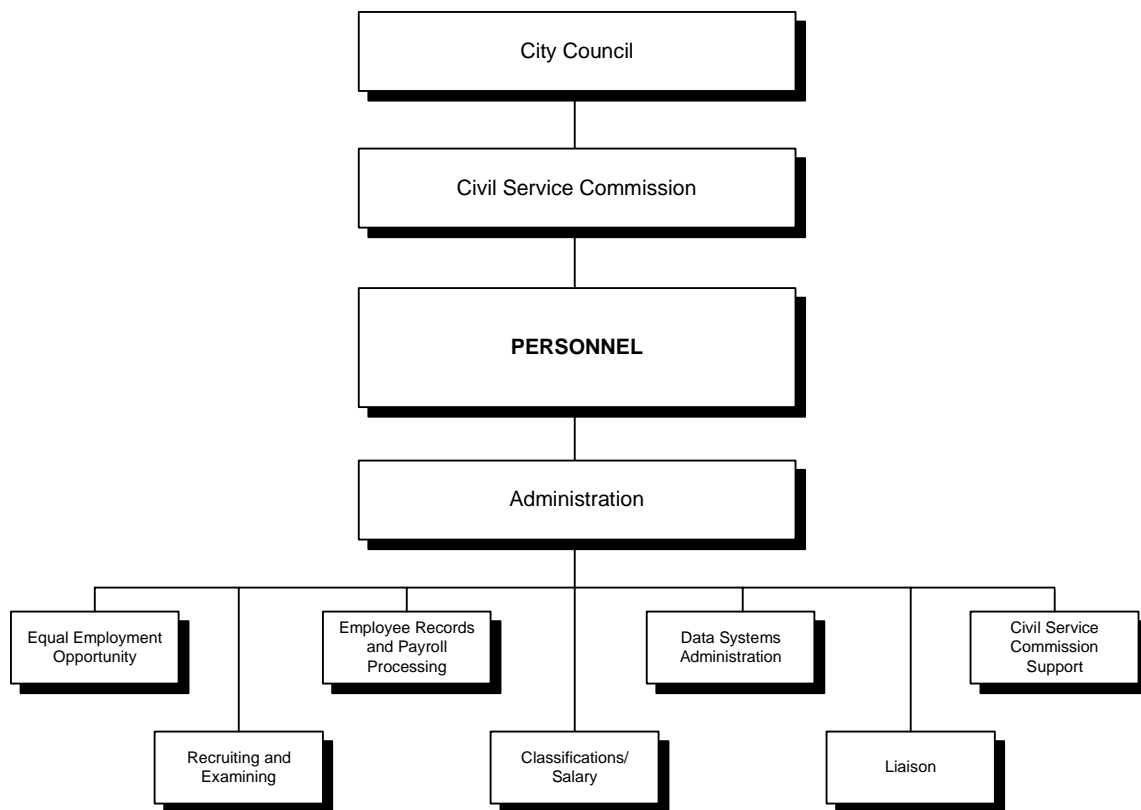 City Council
Civil Service Commission
PERSONNEL
Administration
Equal Employment
Opportunity
Employee Records
and Payroll
Processing
Data Systems
Administration
Civil Service
Commission
Support
Recruiting and
Examining
Classifications/
Salary
Liaison